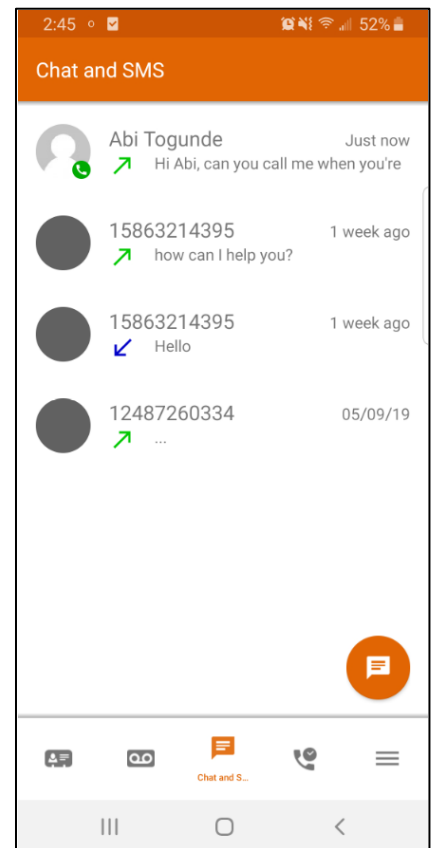 2:45 52%
Chat and SMS
Abi Togunde Just now
Hi Abi, can you call me when you're
15863214395 1 week ago
how can I help you?
15863214395 1 week ago
Hello
12487260334 05/09/19
...
Chat and S...